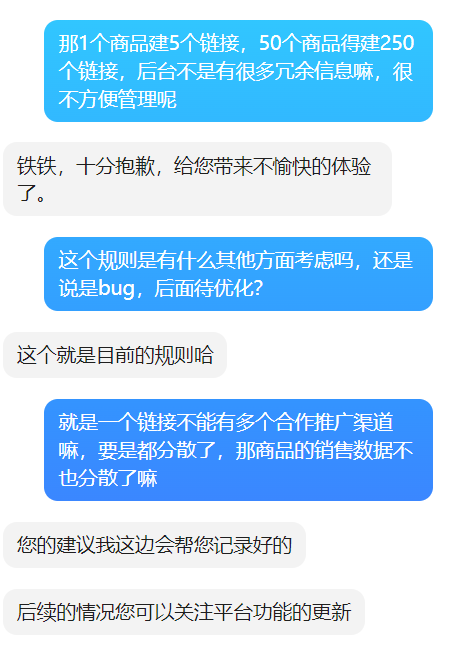 那1个商品建5个链接，50个商品得建250
个链接，后台不是有很多冗余信息嘛，很
不方便管理呢
铁铁，十分抱歉，给您带来不愉快的体验
了。
这个规则是有什么其他方面考虑吗，还是
说是bug，后面待优化？
这个就是目前的规则哈
就是一个链接不能有多个合作推广渠道
嘛，要是都分散了，那商品的销售数据不
也分散了嘛
您的建议我这边会帮您记录好的
后续的情况您可以关注平台功能的更新